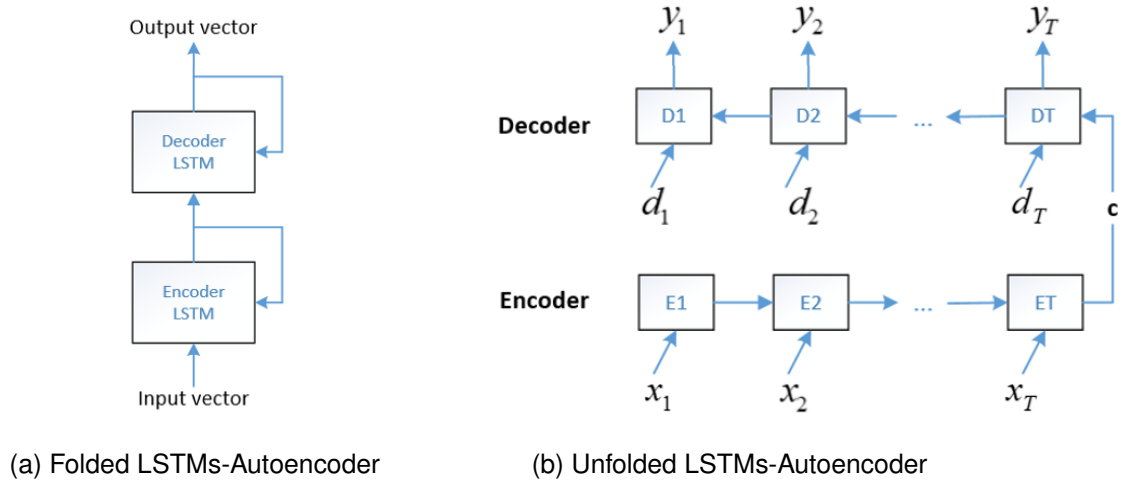 Output vector
Decoder
LSTM
Encoder
LSTM
Input vector
(a) Folded LSTMs-Autoencoder
y1 y2 yT
Decoder D1 D2 ... DT
d1 d2 dT c
Encoder E1 E2 ... ET
x1 x2 xT
(b) Unfolded LSTMs-Autoencoder